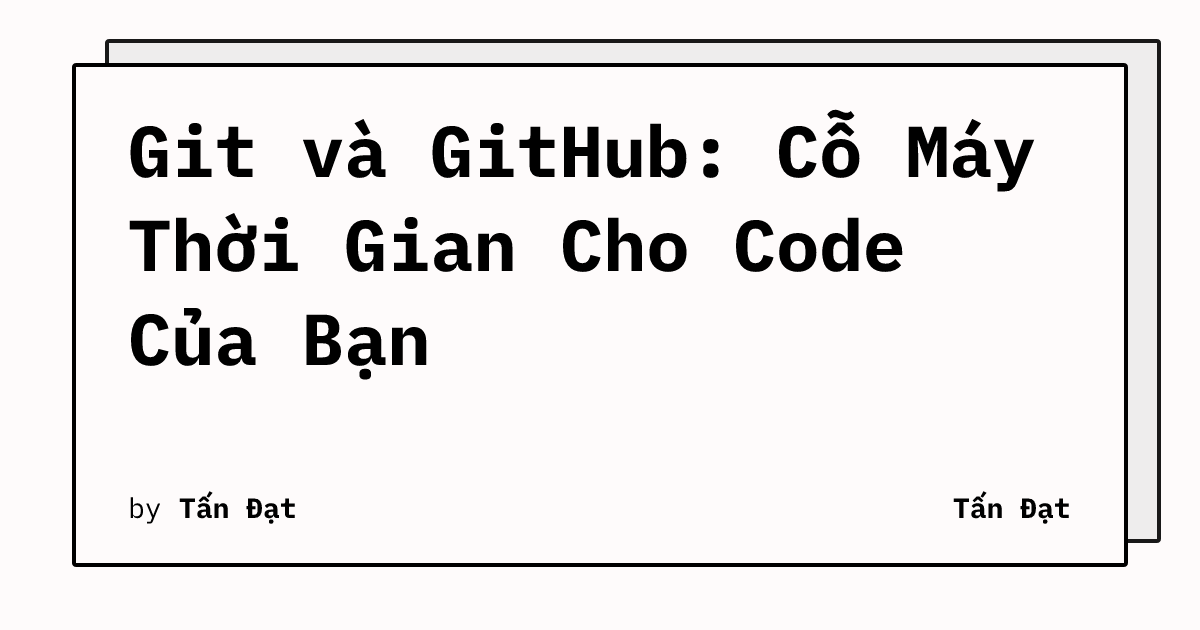 Git và GitHub: Cỗ Máy
Thời Gian Cho Code
Của Bạn
by Tấn Đạt
Tấn Đạt